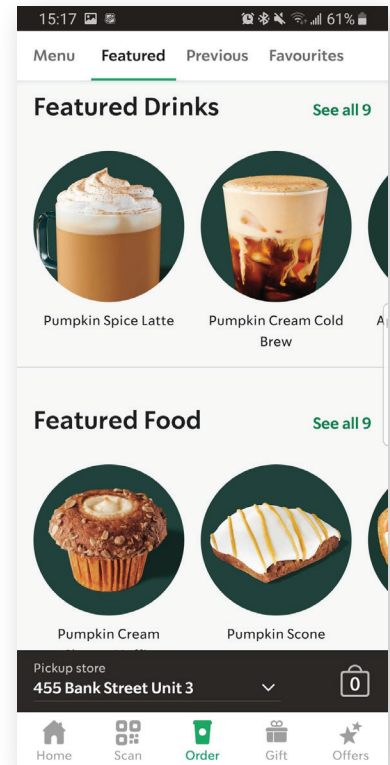 15:17 61%
Menu Featured Previous Favourites
Featured Drinks See all 9
Pumpkin Spice Latte Pumpkin Cream Cold
Brew
Featured Food See all 9
Pumpkin Cream Pumpkin Scone
Pickup store
455 Bank Street Unit 3 0
Home Scan Order Gift Offers